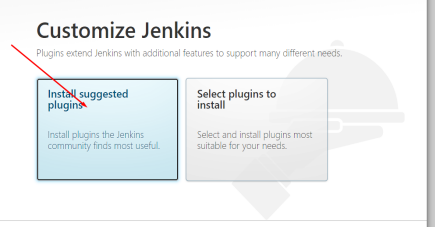 Customize Jenkins
Plugins extend Jenkins with additional features to support many different needs.
Install suggested
plugins
Install plugins the Jenkins
community finds most useful.
Select plugins to
install
Select and install plugins most
suitable for your needs.